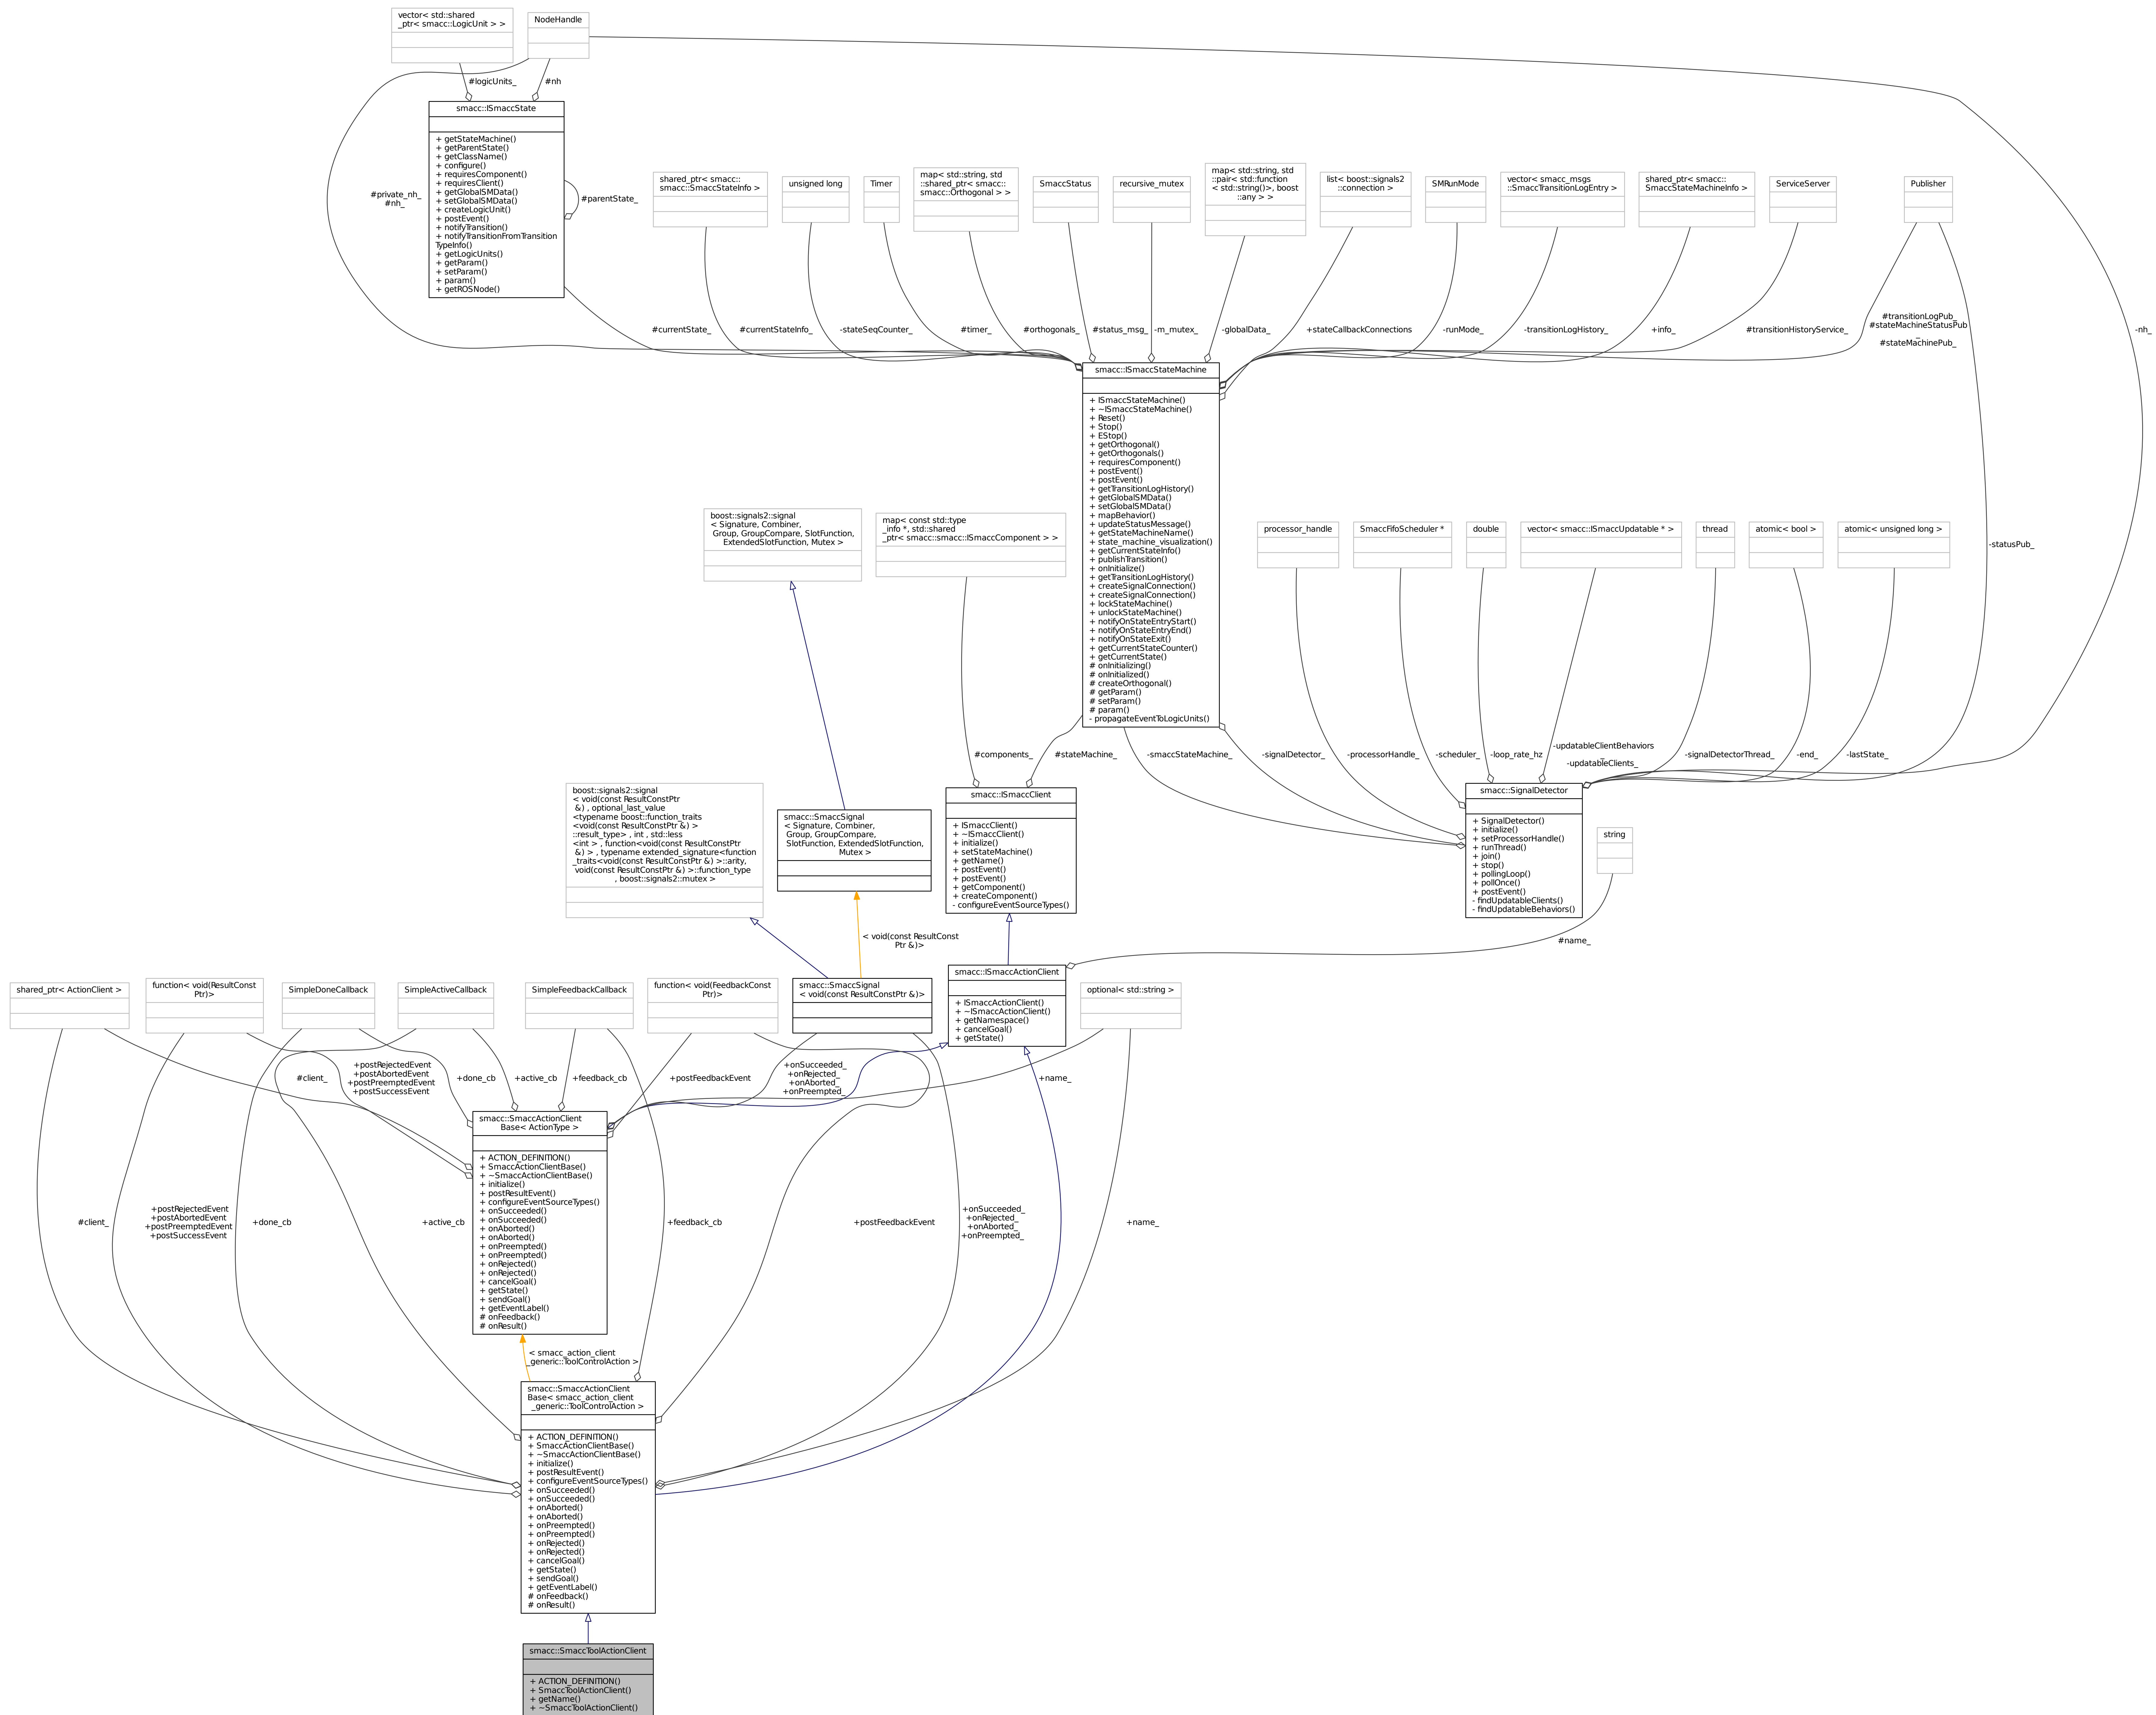 vector< std::shared
_ptr< smacc::LogicUnit > >
NodeHandle
#logicUnits_
#nh
smacc::ISmaccState
+ getStateMachine()
+ getParentState()
+ getClassName()
+ configure()
+ requiresComponent()
+ requiresClient()
+ getGlobalSMData()
+ setGlobalSMData()
+ createLogicUnit()
+ postEvent()
+ notifyTransition()
+ notifyTransitionFromTransition
TypeInfo()
+ getLogicUnits()
+ getParam()
+ setParam()
+ param()
+ getROSNode()
#private_nh_
#nh_
#parentState_
shared_ptr< smacc::
smacc::SmaccStateInfo >
unsigned long
Timer
map< std::string, std
::shared_ptr< smacc::
smacc::Orthogonal > >
SmaccStatus
recursive_mutex
map< std::string, std
::pair< std::function
< std::string()>, boost
::any > >
list< boost::signals2
::connection >
SMRunMode
vector< smacc_msgs
::SmaccTransitionLogEntry >
shared_ptr< smacc::
SmaccStateMachineInfo >
ServiceServer
Publisher
#currentState_
#currentStateInfo_
-stateSeqCounter_
#timer_
#orthogonals_
#status_msg_
-m_mutex_
-globalData_
+stateCallbackConnections
-runMode_
-transitionLogHistory_
+info_
#transitionHistoryService_
#transitionLogPub_
#stateMachineStatusPub
_
#stateMachinePub_
-nh_
smacc::ISmaccStateMachine
+ ISmaccStateMachine()
+ ~ISmaccStateMachine()
+ Reset()
+ Stop()
+ EStop()
+ getOrthogonal()
+ getOrthogonals()
+ requiresComponent()
+ postEvent()
+ postEvent()
+ getTransitionLogHistory()
+ getGlobalSMData()
+ setGlobalSMData()
+ mapBehavior()
+ updateStatusMessage()
+ getStateMachineName()
+ state_machine_visualization()
+ getCurrentStateInfo()
+ publishTransition()
+ onInitialize()
+ getTransitionLogHistory()
+ createSignalConnection()
+ createSignalConnection()
+ lockStateMachine()
+ unlockStateMachine()
+ notifyOnStateEntryStart()
+ notifyOnStateEntryEnd()
+ notifyOnStateExit()
+ getCurrentStateCounter()
+ getCurrentState()
# onInitializing()
# onInitialized()
# createOrthogonal()
# getParam()
# setParam()
# param()
- propagateEventToLogicUnits()
boost::signals2::signal
< Signature, Combiner,
Group, GroupCompare, SlotFunction,
ExtendedSlotFunction, Mutex >
map< const std::type
_info *, std::shared
_ptr< smacc::smacc::ISmaccComponent > >
processor_handle
SmaccFifoScheduler *
double
vector< smacc::ISmaccUpdatable * >
thread
atomic< bool >
atomic< unsigned long >
-statusPub_
#components_
#stateMachine_
-smaccStateMachine_
-signalDetector_
-processorHandle_
-scheduler_
-loop_rate_hz
-updatableClientBehaviors
_
-updatableClients_
-signalDetectorThread_
-end_
-lastState_
boost::signals2::signal
< void(const ResultConstPtr
&) , optional_last_value
<typename boost::function_traits
<void(const ResultConstPtr &) >
::result_type> , int , std::less
<int > , function<void(const ResultConstPtr
&) > , typename extended_signature<function
_traits<void(const ResultConstPtr &) >::arity,
void(const ResultConstPtr &) >::function_type
, boost::signals2::mutex >
smacc::SmaccSignal
< Signature, Combiner,
Group, GroupCompare,
SlotFunction, ExtendedSlotFunction,
Mutex >
smacc::ISmaccClient
+ ISmaccClient()
+ ~ISmaccClient()
+ initialize()
+ setStateMachine()
+ getName()
+ postEvent()
+ postEvent()
+ getComponent()
+ createComponent()
- configureEventSourceTypes()
smacc::SignalDetector
+ SignalDetector()
+ initialize()
+ setProcessorHandle()
+ runThread()
+ join()
+ stop()
+ pollingLoop()
+ pollOnce()
+ postEvent()
- findUpdatableClients()
- findUpdatableBehaviors()
string
< void(const ResultConst
Ptr &)>
#name_
shared_ptr< ActionClient >
function< void(ResultConst
Ptr)>
SimpleDoneCallback
SimpleActiveCallback
SimpleFeedbackCallback
function< void(FeedbackConst
Ptr)>
smacc::SmaccSignal
< void(const ResultConstPtr &)>
smacc::ISmaccActionClient
+ ISmaccActionClient()
+ ~ISmaccActionClient()
+ getNamespace()
+ cancelGoal()
+ getState()
optional< std::string >
#client_
+postRejectedEvent
+postAbortedEvent
+postPreemptedEvent
+postSuccessEvent
+done_cb
+active_cb
+feedback_cb
+postFeedbackEvent
+onSucceeded_
+onRejected_
+onAborted_
+onPreempted_
+name_
smacc::SmaccActionClient
Base< ActionType >
+ ACTION_DEFINITION()
+ SmaccActionClientBase()
+ ~SmaccActionClientBase()
+ initialize()
+ postResultEvent()
+ configureEventSourceTypes()
+ onSucceeded()
+ onSucceeded()
+ onAborted()
+ onAborted()
+ onPreempted()
+ onPreempted()
+ onRejected()
+ onRejected()
+ cancelGoal()
+ getState()
+ sendGoal()
+ getEventLabel()
# onFeedback()
# onResult()
#client_
+postRejectedEvent
+postAbortedEvent
+postPreemptedEvent
+postSuccessEvent
+done_cb
+active_cb
+feedback_cb
+postFeedbackEvent
+onSucceeded_
+onRejected_
+onAborted_
+onPreempted_
+name_
< smacc_action_client
_generic::ToolControlAction >
smacc::SmaccActionClient
Base< smacc_action_client
_generic::ToolControlAction >
+ ACTION_DEFINITION()
+ SmaccActionClientBase()
+ ~SmaccActionClientBase()
+ initialize()
+ postResultEvent()
+ configureEventSourceTypes()
+ onSucceeded()
+ onSucceeded()
+ onAborted()
+ onAborted()
+ onPreempted()
+ onPreempted()
+ onRejected()
+ onRejected()
+ cancelGoal()
+ getState()
+ sendGoal()
+ getEventLabel()
# onFeedback()
# onResult()
smacc::SmaccToolActionClient
+ ACTION_DEFINITION()
+ SmaccToolActionClient()
+ getName()
+ ~SmaccToolActionClient()